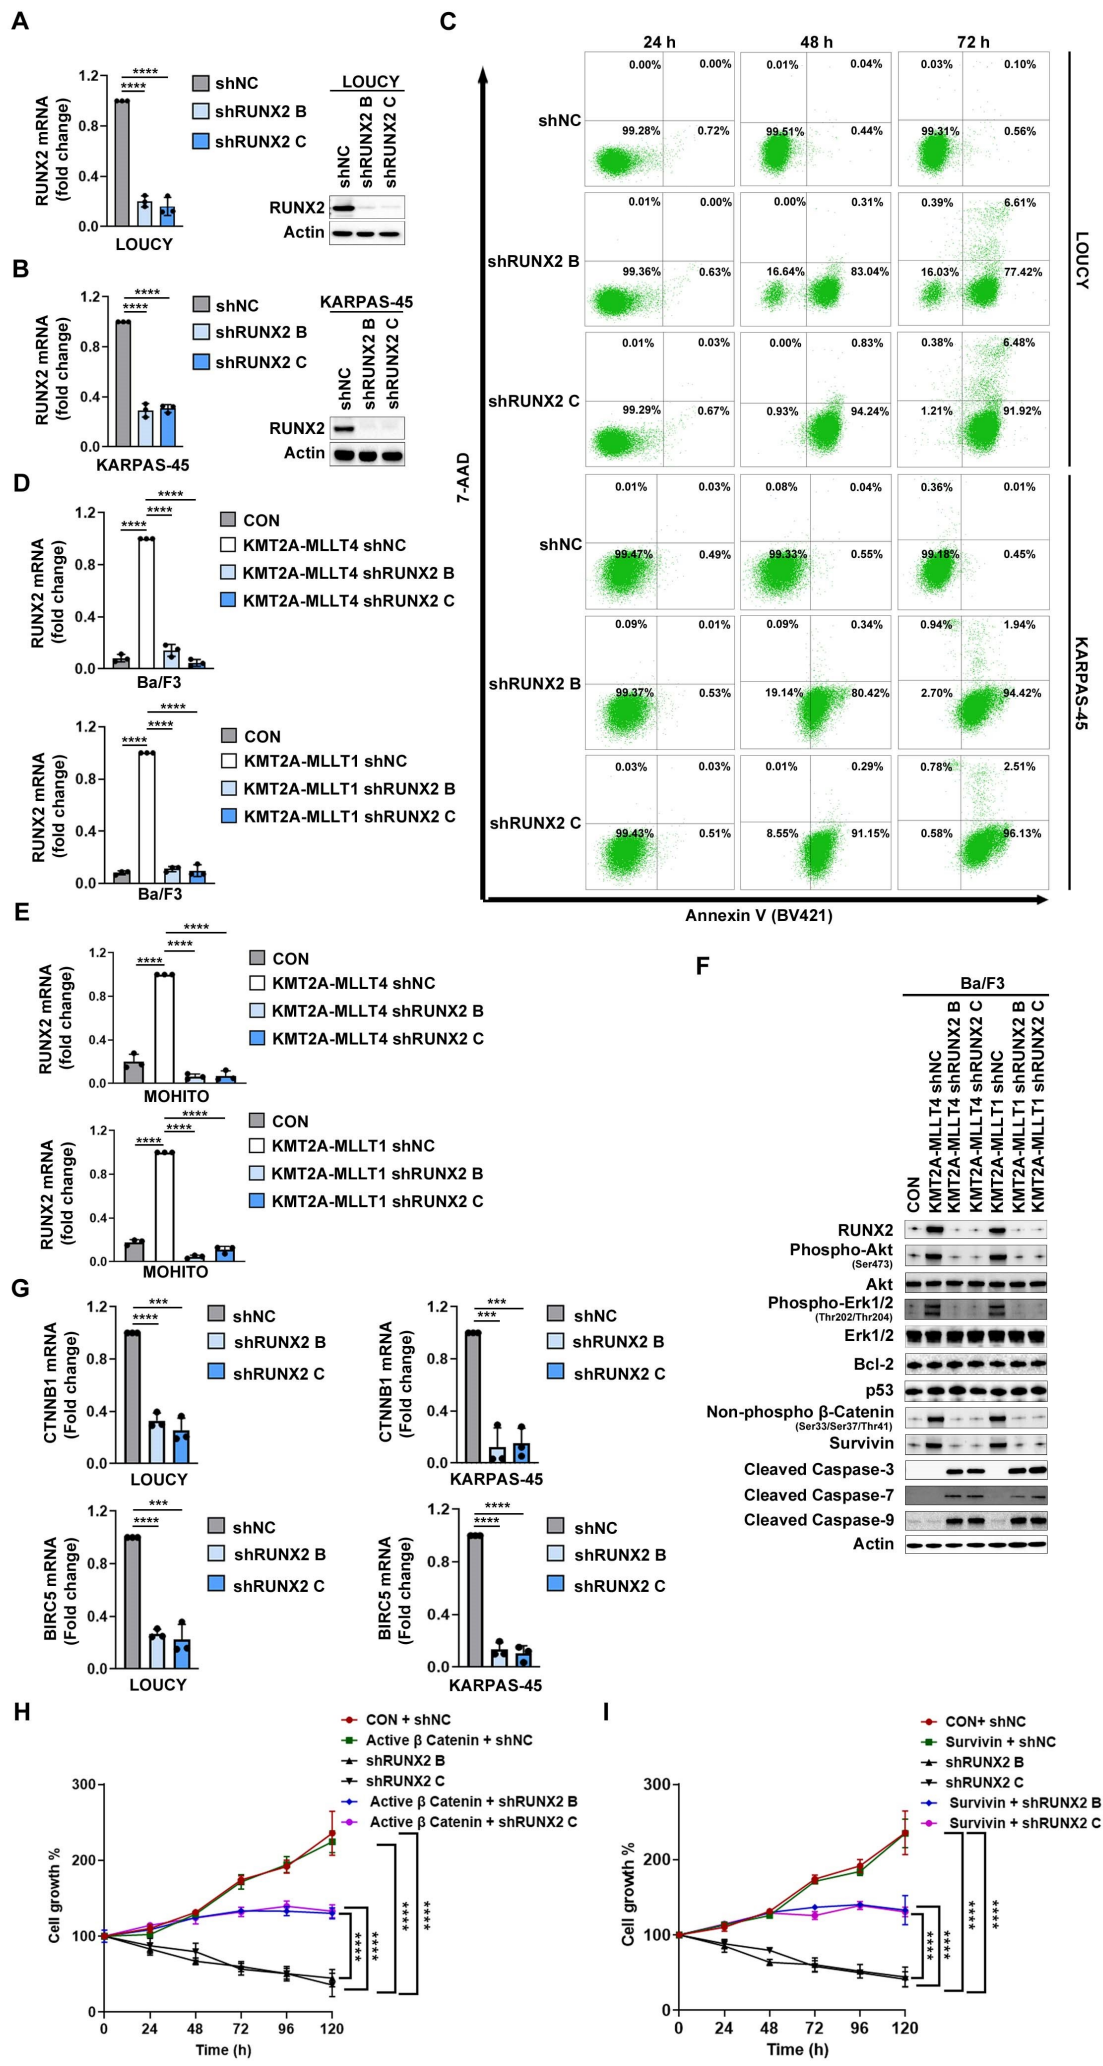 A
1.2
0.8
0.4
0.0
RUNX2 mRNA
(fold change)
****
****
LOUCY
shNC
shRUNX2 B
shRUNX2 C
LOUCY
shNC
shRUNX2 B
shRUNX2 C
RUNX2
Actin
B
1.2
0.8
0.4
0.0
RUNX2 mRNA
(fold change)
****
****
KARPAS-45
shNC
shRUNX2 B
shRUNX2 C
KARPAS-45
shNC
shRUNX2 B
shRUNX2 C
RUNX2
Actin
C
24 h 48 h 72 h
shNC
0.00% 0.00% 0.01% 0.04% 0.03% 0.10%
99.28% 0.72% 99.51% 0.44% 99.31% 0.56%
shRUNX2 B
0.01% 0.00% 0.00% 0.31% 0.39% 6.61%
99.36% 0.63% 16.64% 83.04% 16.03% 77.42%
shRUNX2 C
0.01% 0.03% 0.00% 0.83% 0.38% 6.48%
99.29% 0.67% 0.93% 94.24% 1.21% 91.92%
LOUCY
shNC
0.01% 0.03% 0.08% 0.04% 0.36% 0.01%
99.47% 0.49% 99.33% 0.55% 99.18% 0.45%
shRUNX2 B
0.09% 0.01% 0.09% 0.34% 0.94% 1.94%
99.37% 0.53% 19.14% 80.42% 2.70% 94.42%
shRUNX2 C
0.03% 0.03% 0.01% 0.29% 0.78% 2.51%
99.43% 0.51% 8.55% 91.15% 0.58% 96.13%
KARPAS-45
7-AAD
Annexin V (BV421)
D
1.2
0.8
0.4
0.0
RUNX2 mRNA
(fold change)
****
****
****
Ba/F3
CON
KMT2A-MLLT4 shNC
KMT2A-MLLT4 shRUNX2 B
KMT2A-MLLT4 shRUNX2 C
1.2
0.8
0.4
0.0
RUNX2 mRNA
(fold change)
****
****
****
Ba/F3
CON
KMT2A-MLLT1 shNC
KMT2A-MLLT1 shRUNX2 B
KMT2A-MLLT1 shRUNX2 C
E
1.2
0.8
0.4
0.0
RUNX2 mRNA
(fold change)
****
****
****
MOHITO
CON
KMT2A-MLLT4 shNC
KMT2A-MLLT4 shRUNX2 B
KMT2A-MLLT4 shRUNX2 C
1.2
0.8
0.4
0.0
RUNX2 mRNA
(fold change)
****
****
****
MOHITO
CON
KMT2A-MLLT1 shNC
KMT2A-MLLT1 shRUNX2 B
KMT2A-MLLT1 shRUNX2 C
F
Ba/F3
CON
KMT2A-MLLT4 shNC
KMT2A-MLLT4 shRUNX2 B
KMT2A-MLLT4 shRUNX2 C
KMT2A-MLLT1 shNC
KMT2A-MLLT1 shRUNX2 B
KMT2A-MLLT1 shRUNX2 C
RUNX2
Phospho-Akt
(Ser473)
Akt
Phospho-Erk1/2
(Thr202/Thr204)
Erk1/2
Bcl-2
p53
Non-phospho β-Catenin
(Ser33/Ser37/Thr41)
Survivin
Cleaved Caspase-3
Cleaved Caspase-7
Cleaved Caspase-9
Actin
G
1.2
0.8
0.4
0.0
CTNNB1 mRNA
(Fold change)
***
****
LOUCY
shNC
shRUNX2 B
shRUNX2 C
1.2
0.8
0.4
0.0
CTNNB1 mRNA
(Fold change)
***
***
KARPAS-45
shNC
shRUNX2 B
shRUNX2 C
1.2
0.8
0.4
0.0
BIRC5 mRNA
(Fold change)
***
****
LOUCY
shNC
shRUNX2 B
shRUNX2 C
1.2
0.8
0.4
0.0
BIRC5 mRNA
(Fold change)
****
****
KARPAS-45
shNC
shRUNX2 B
shRUNX2 C
H
CON + shNC
Active β Catenin + shNC
shRUNX2 B
shRUNX2 C
Active β Catenin + shRUNX2 B
Active β Catenin + shRUNX2 C
300
200
100
0
Cell growth %
0 24 48 72 96 120
Time (h)
****
****
****
****
I
CON+ shNC
Survivin + shNC
shRUNX2 B
shRUNX2 C
Survivin + shRUNX2 B
Survivin + shRUNX2 C
300
200
100
0
Cell growth %
0 24 48 72 96 120
Time (h)
****
****
****
****